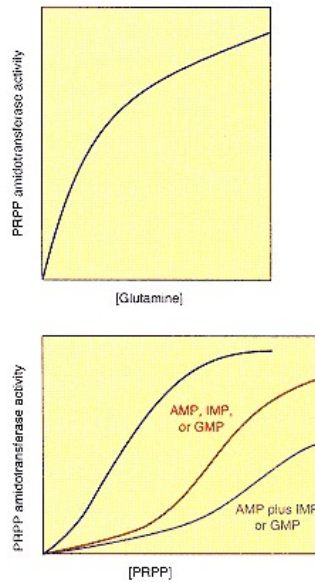 PRPP amidotransferase activity
[Glutamine]
PRPP amidotransferase activity
AMP, IMP,
or GMP
AMP plus IMP
or GMP
[PRPP]